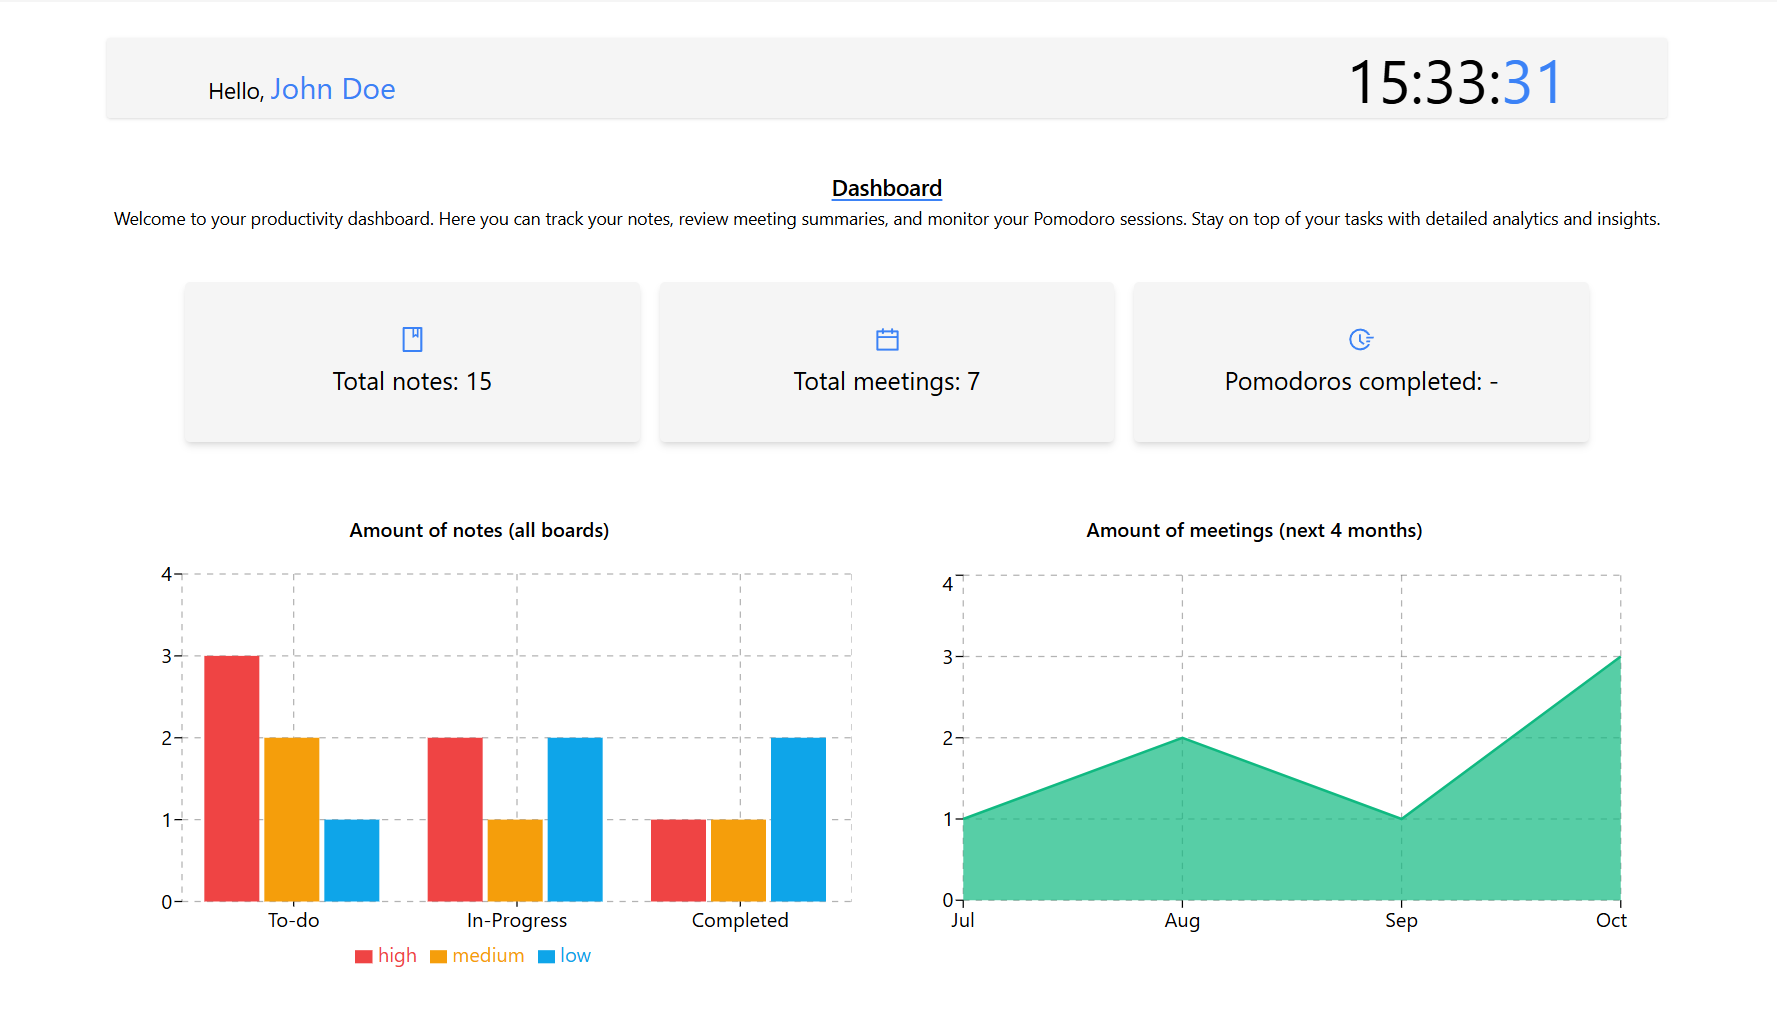 Hello, John Doe
15:33:31
Dashboard
Welcome to your productivity dashboard. Here you can track your notes, review meeting summaries, and monitor your Pomodoro sessions. Stay on top of your tasks with detailed analytics and insights.
Total notes: 15
Total meetings: 7
Pomodoros completed: -
Amount of notes (all boards)
4
3
2
1
0
To-do In-Progress Completed
high medium low
Amount of meetings (next 4 months)
4
3
2
1
0
Jul Aug Sep Oct